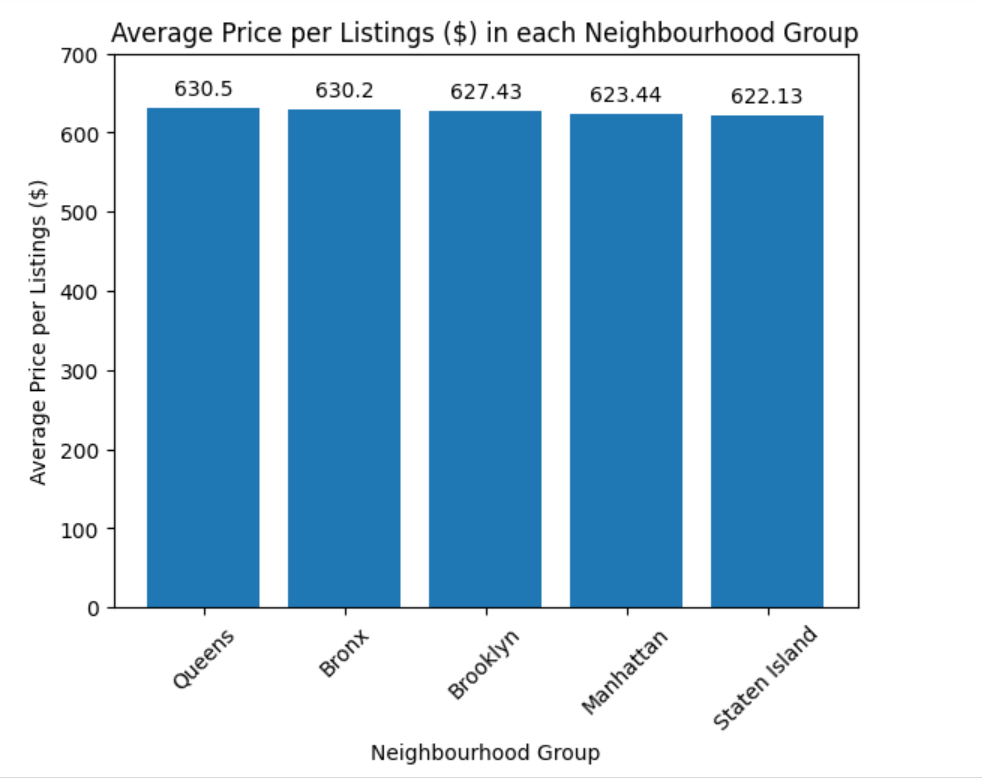 Average Price per Listings ($) in each Neighbourhood Group
Average Price per Listings ($)
700
600
500
400
300
200
100
0
630.5
630.2
627.43
623.44
622.13
Queens
Bronx
Brooklyn
Manhattan
Staten Island
Neighbourhood Group